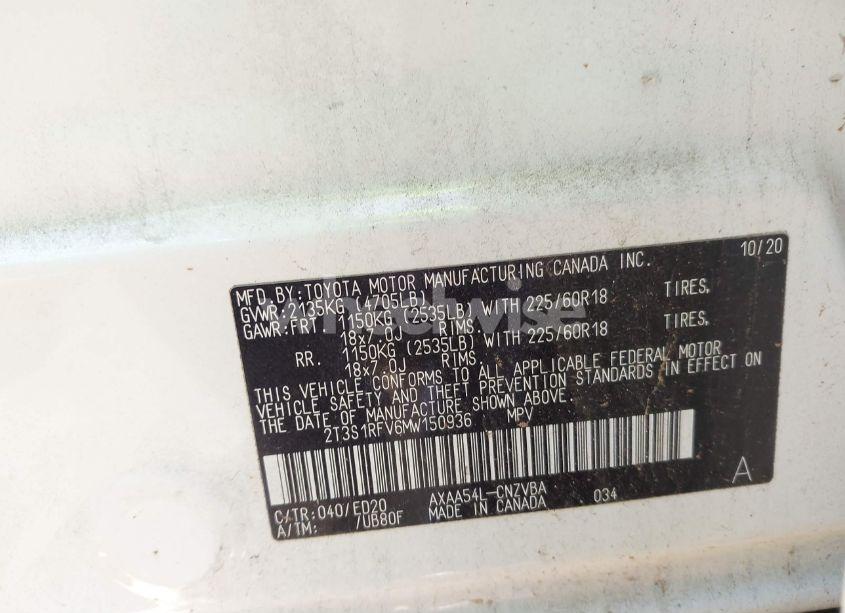 10/20
MFD.BY:TOYOTA MOTOR MANUFACTURING CANADA INC.
GVWR:2135KG (4705LB)
GAWR:FRT 1150KG (2535LB) WITH 225/60R18 TIRES,
18x7.0J RIMS
RR. 1150KG (2535LB) WITH 225/60R18 TIRES,
18x7.0J RIMS
THIS VEHICLE CONFORMS TO ALL APPLICABLE FEDERAL MOTOR
VEHICLE SAFETY AND THEFT PREVENTION STANDARDS IN EFFECT ON
THE DATE OF MANUFACTURE SHOWN ABOVE.
2T3S1RFV6MW150936 MPV
A
C/TR:040/ED20 AXAA54L-CNZVBA 034
A/TM: 7UB80F MADE IN CANADA